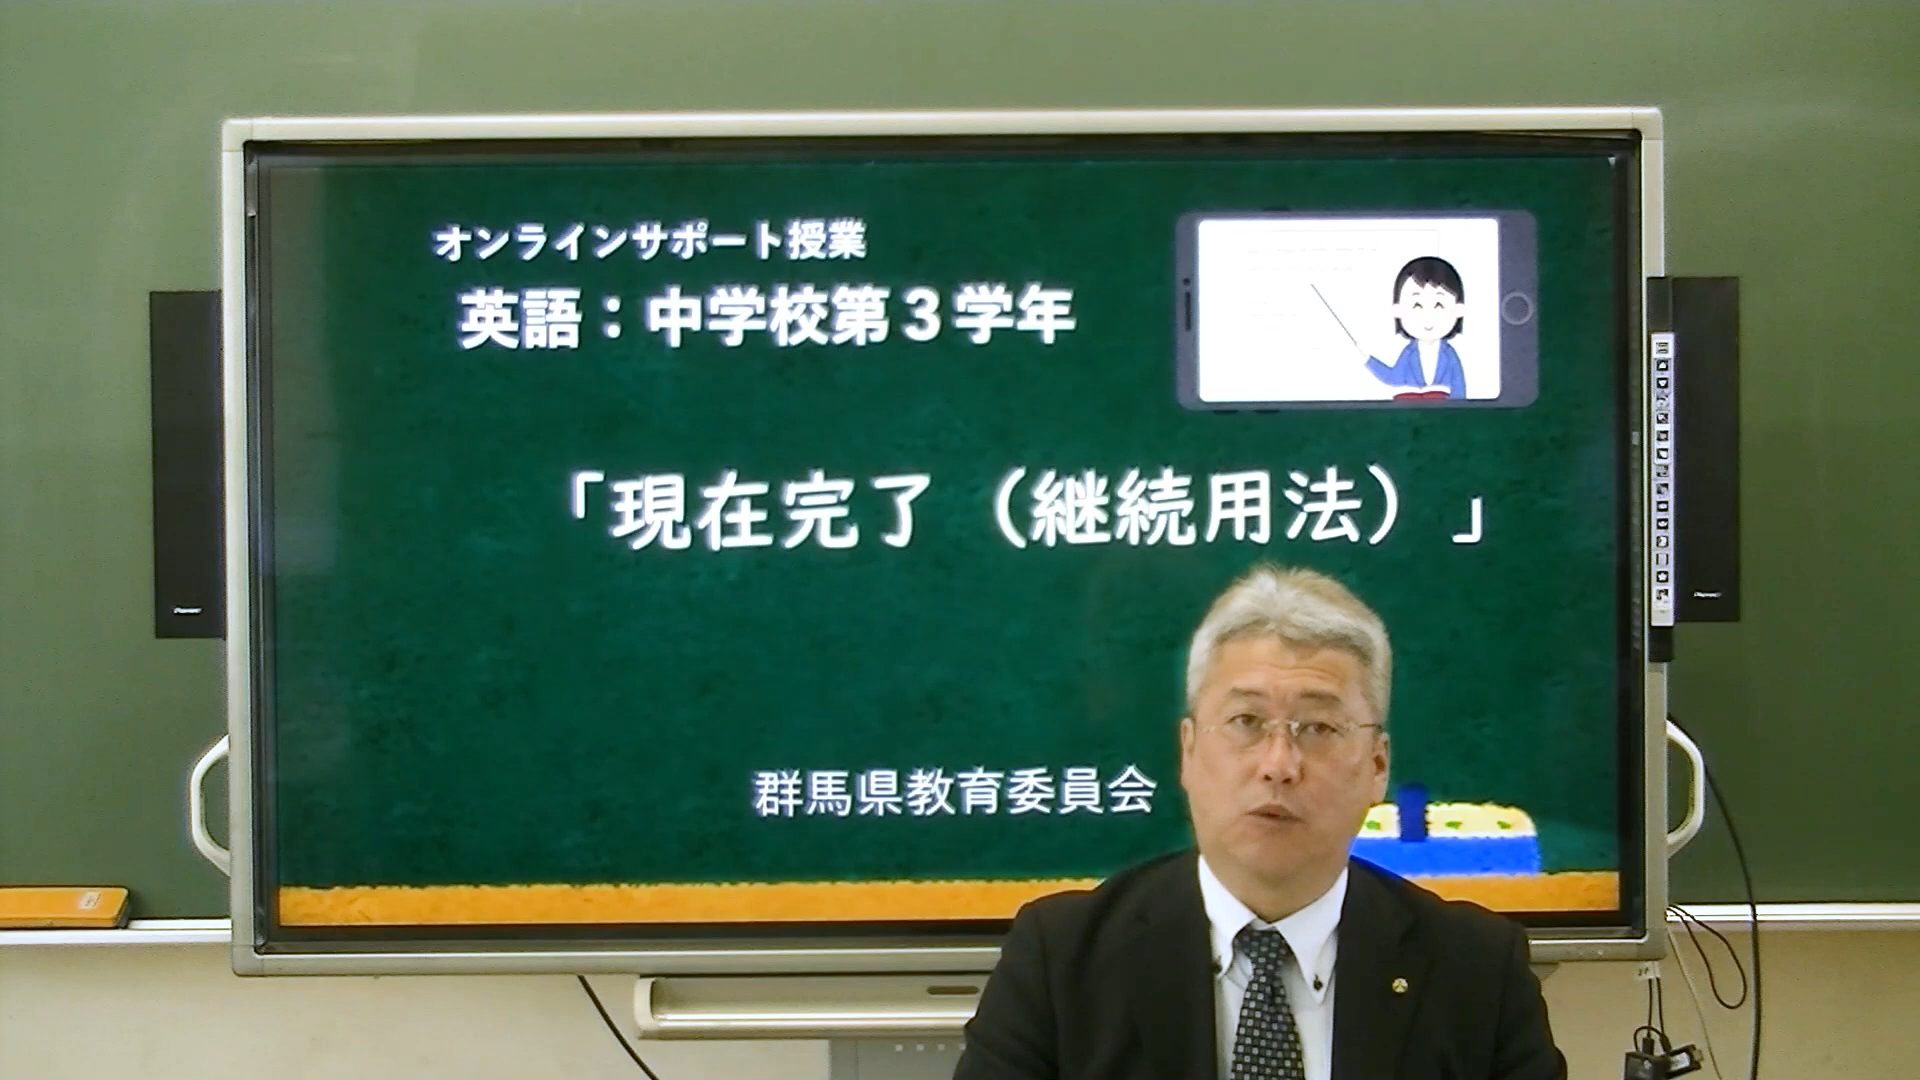 オンラインサポート授業
英語：中学校第３学年
「現在完了（継続用法）」
群馬県教育委員会
Pioneer